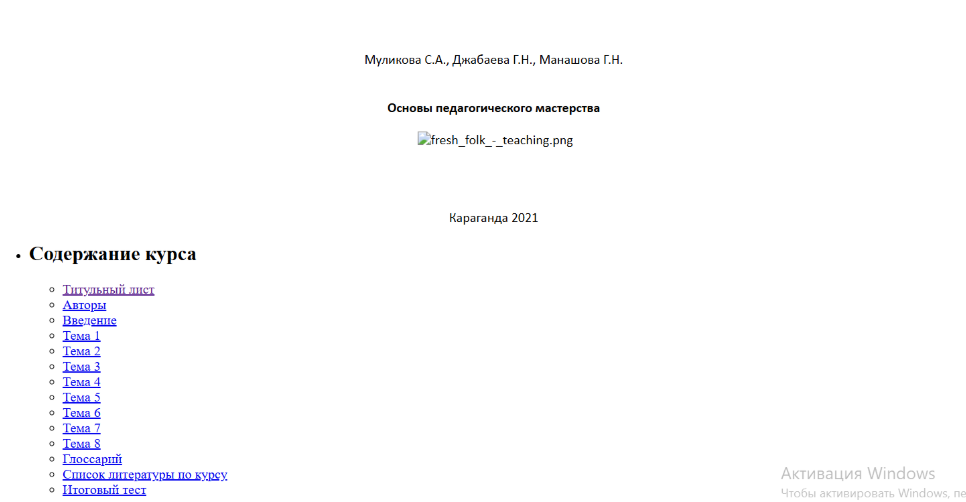 Муликова С.А., Джабаева Г.Н., Манашова Г.Н.
Основы педагогического мастерства
fresh_folk_-_teaching.png
Караганда 2021
Содержание курса
Титульный лист
Авторы
Введение
Тема 1
Тема 2
Тема 3
Тема 4
Тема 5
Тема 6
Тема 7
Тема 8
Глоссарий
Список литературы по курсу
Итоговый тест
Активация Windows
Чтобы активировать Windows, пе